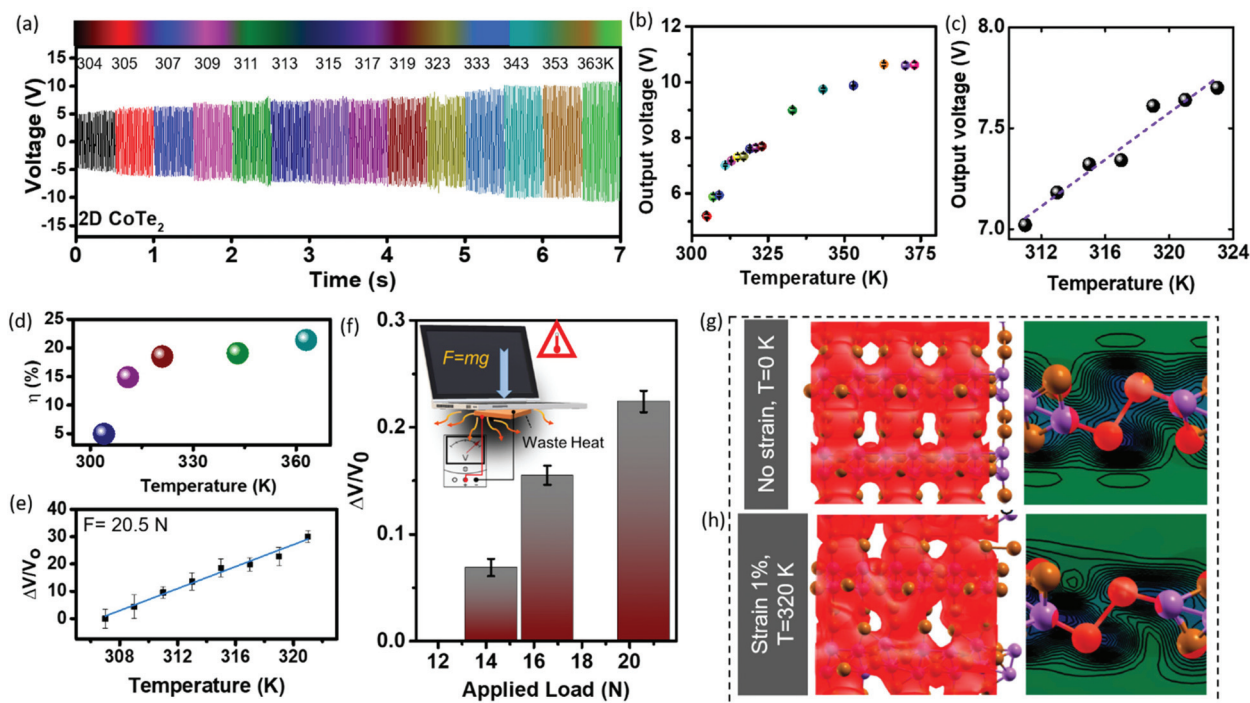 (a)
304 305 307 309 311 313 315 317 319 323 333 343 353 363K
Voltage (V)
15
10
5
0
-5
-10
-15
2D CoTe2
0 1 2 3 4 5 6 7
Time (s)
(b)
Output voltage (V)
12
10
8
6
300 325 350 375
Temperature (K)
(c)
Output voltage (V)
8.0
7.5
7.0
312 316 320 324
Temperature (K)
(d)
η (%)
25
20
15
10
5
300 330 360
Temperature (K)
(e)
F= 20.5 N
ΔV/Vo
40
30
20
10
0
308 312 316 320
Temperature (K)
(f)
ΔV/V0
0.3
0.2
0.1
0.0
F=mg
Waste Heat
V
12 14 16 18 20
Applied Load (N)
(g)
No strain, T=0 K
(h)
Strain 1%,
T=320 K